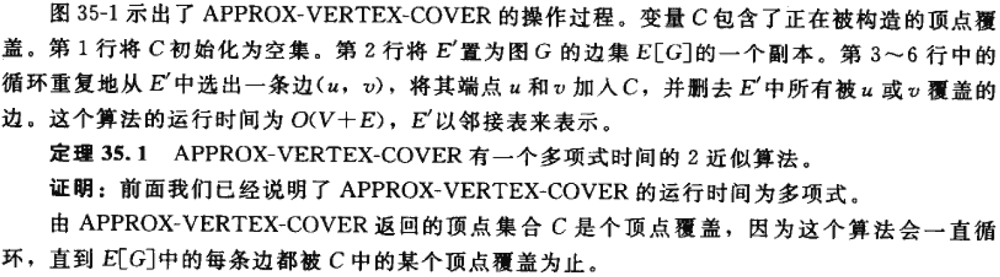 图 35-1 示出了 APPROX-VERTEX-COVER 的操作过程。变量 C 包含了正在被构造的顶点覆
盖。第 1 行将 C 初始化为空集。第 2 行将 E′置为图 G 的边集 E[G]的一个副本。第 3～6 行中的
循环重复地从 E′中选出一条边(u, v)，将其端点 u 和 v 加入 C，并删去 E′中所有被 u 或 v 覆盖的
边。这个算法的运行时间为 O(V+E)，E′以邻接表来表示。
定理 35.1 APPROX-VERTEX-COVER 有一个多项式时间的 2 近似算法。
证明：前面我们已经说明了 APPROX-VERTEX-COVER 的运行时间为多项式。
由 APPROX-VERTEX-COVER 返回的顶点集合 C 是个顶点覆盖，因为这个算法会一直循
环，直到 E[G]中的每条边都被 C 中的某个顶点覆盖为止。